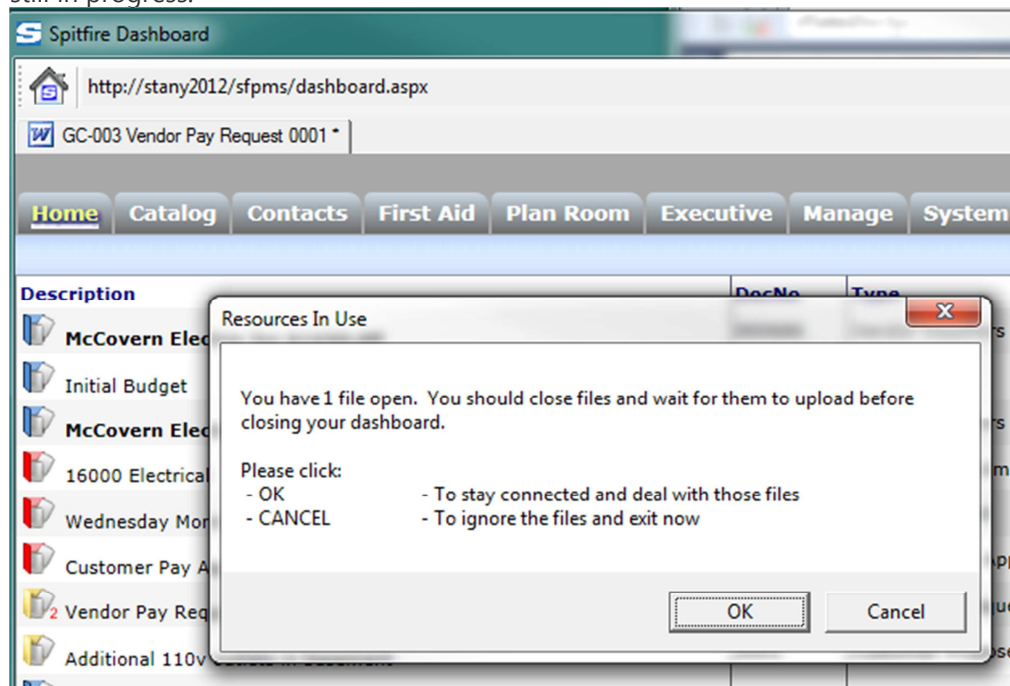 still in progress.
Spitfire Dashboard
http://stany2012/sfpms/dashboard.aspx
GC-003 Vendor Pay Request 0001 *
Home Catalog Contacts First Aid Plan Room Executive Manage System
Description DocNo Type
McCovern Elec
Initial Budget
McCovern Elec
16000 Electrical
Wednesday Mor
Customer Pay A
2 Vendor Pay Req
Additional 110v
Resources In Use
You have 1 file open. You should close files and wait for them to upload before
closing your dashboard.
Please click:
- OK - To stay connected and deal with those files
- CANCEL - To ignore the files and exit now
OK Cancel